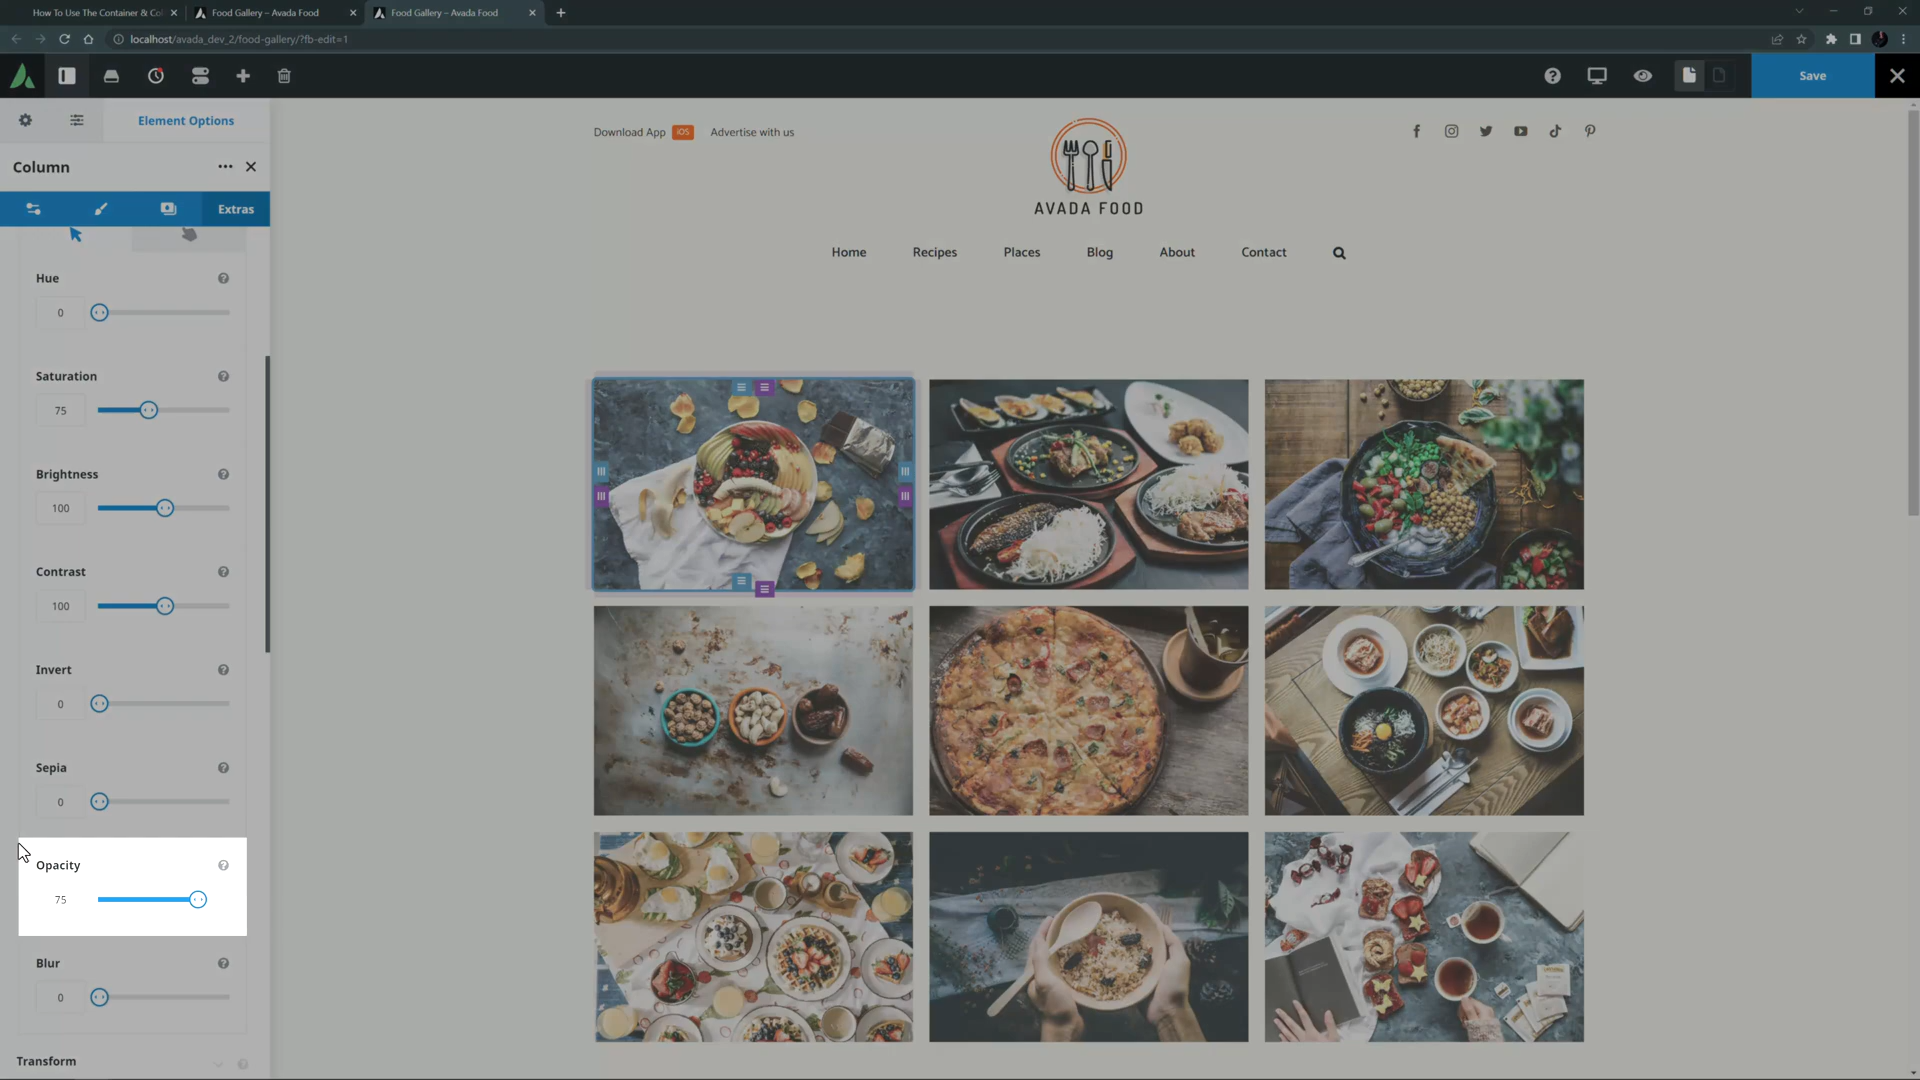 How To Use The Container & Co
Food Gallery – Avada Food
Food Gallery – Avada Food
localhost/avada_dev_2/food-gallery/?fb-edit=1
Save
Element Options
Column
Extras
Hue
0
Saturation
75
Brightness
100
Contrast
100
Invert
0
Sepia
0
Opacity
75
Blur
0
Transform
Download App iOS Advertise with us
AVADA FOOD
Home Recipes Places Blog About Contact